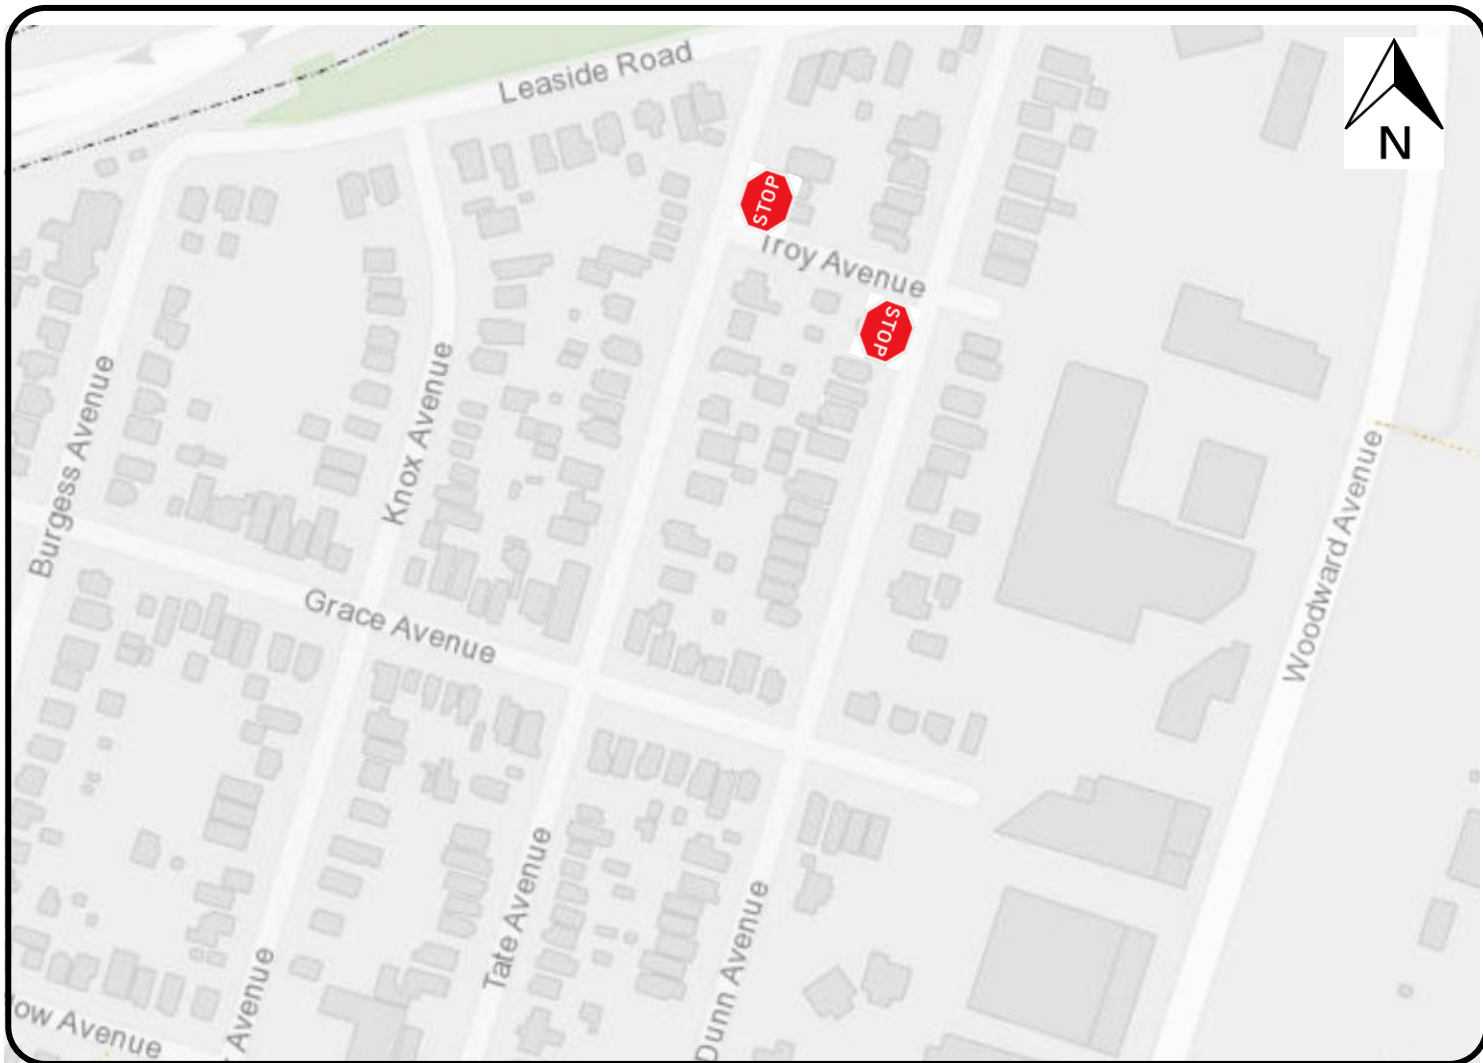 Leaside Road
N
STOP
Troy Avenue
STOP
Burgess Avenue
Knox Avenue
Woodward Avenue
Grace Avenue
Tate Avenue
Dunn Avenue
Avenue
low Avenue